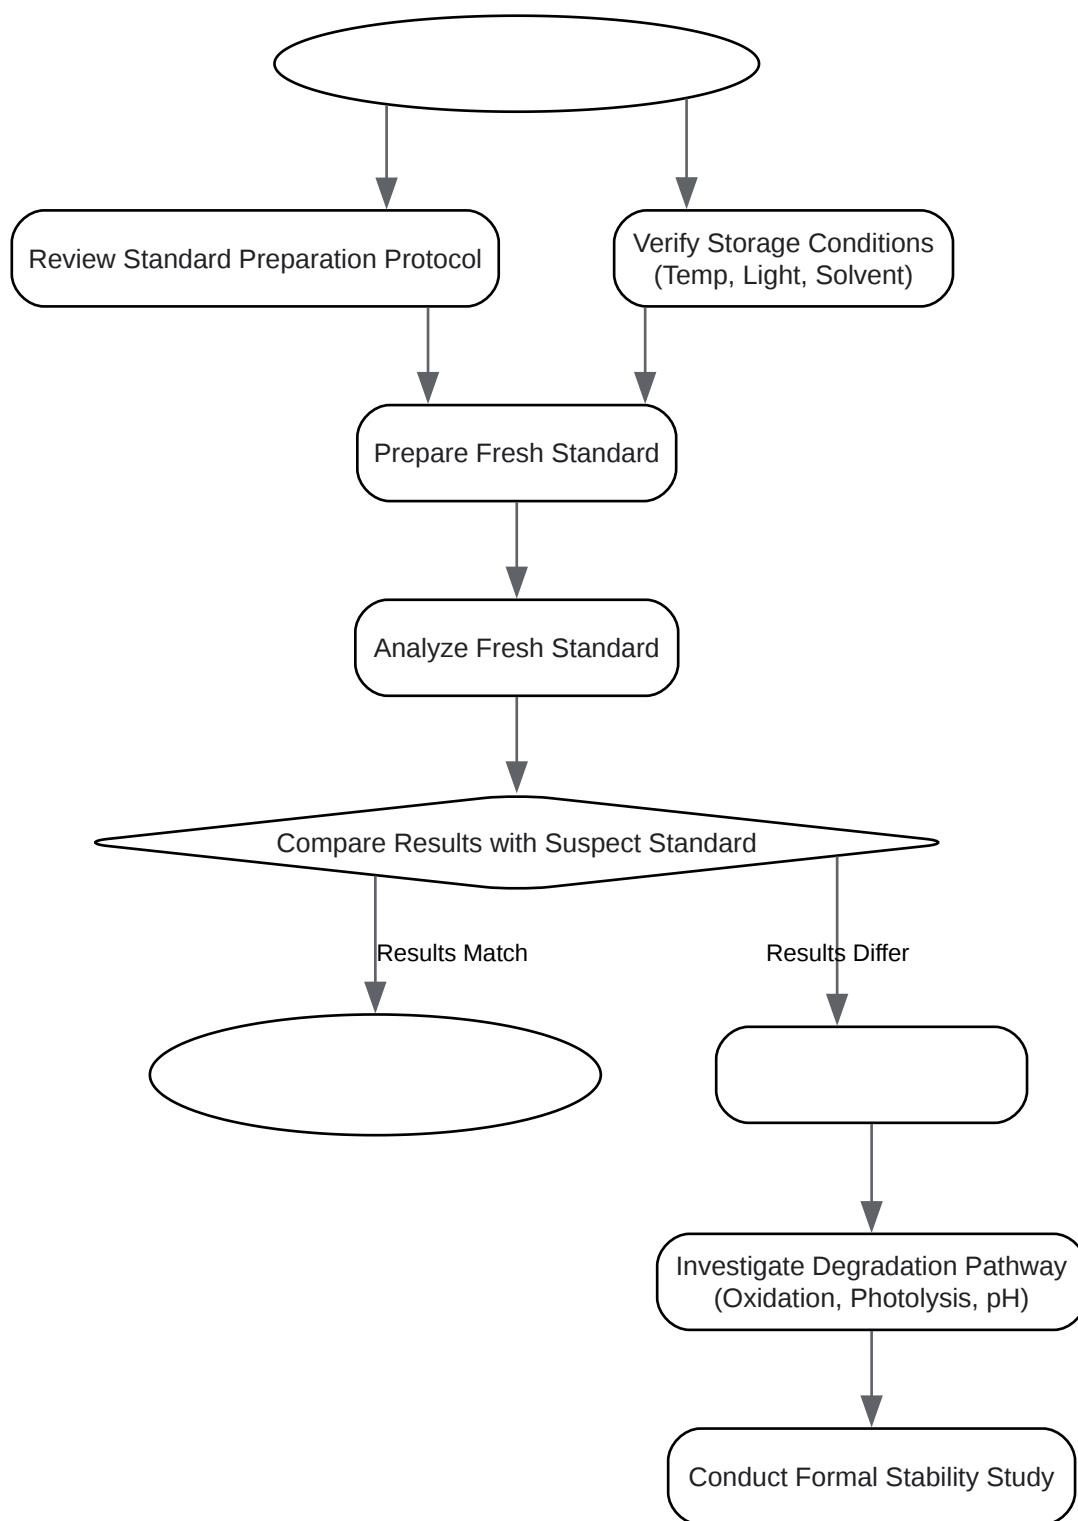 Review Standard Preparation Protocol
Verify Storage Conditions
(Temp, Light, Solvent)
Prepare Fresh Standard
Analyze Fresh Standard
Compare Results with Suspect Standard
Results Match
Results Differ
Investigate Degradation Pathway
(Oxidation, Photolysis, pH)
Conduct Formal Stability Study